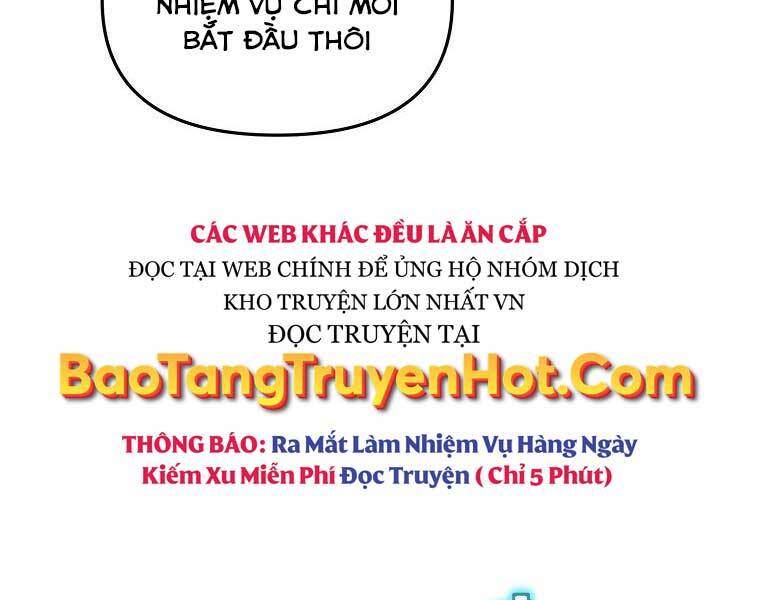 NHIỆM VỤ CHỈ MỚI
BẮT ĐẦU THÔI
CÁC WEB KHÁC ĐỀU LÀ ĂN CẮP
ĐỌC TẠI WEB CHÍNH ĐỂ ỦNG HỘ NHÓM DỊCH
KHO TRUYỆN LỚN NHẤT VN
ĐỌC TRUYỆN TẠI
BaoTangTruyenHot.Com
THÔNG BÁO: Ra Mắt Làm Nhiệm Vụ Hàng Ngày
Kiếm Xu Miễn Phí Đọc Truyện ( Chỉ 5 Phút)